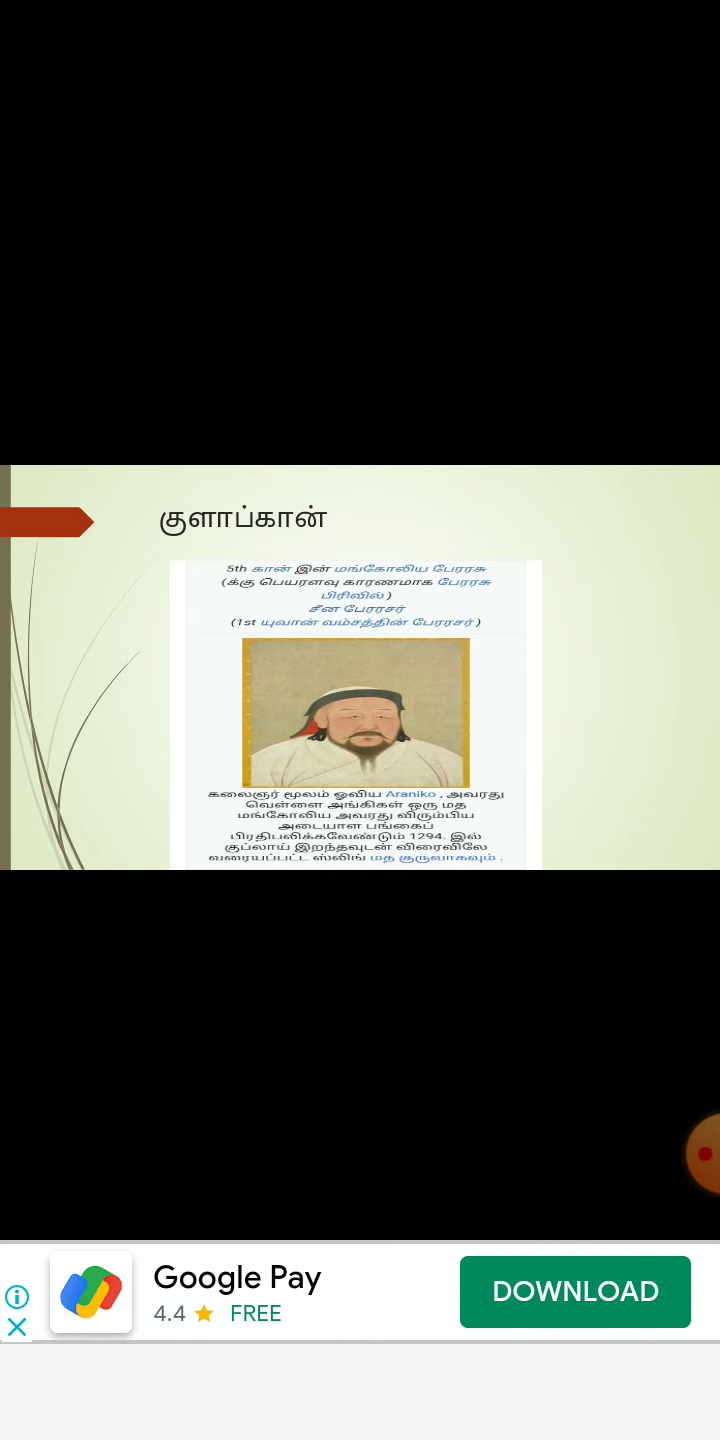 குளாப்கான்
5th கான் இன் மங்கோலிய பேரரசு
(க்கு பெயரளவு காரணமாக பேரரசு
பிரிவில் )
சீன பேரரசர்
(1st யுவான் வம்சத்தின் பேரரசர் )
கலைஞர் மூலம் ஓவிய Araniko , அவரது
வெள்ளை அங்கிகள் ஒரு மத
மங்கோலிய அவரது விரும்பிய
அடையாள பங்கைப்
பிரதிபலிக்கவேண்டும் 1294. இல்
குப்லாய் இறந்தவுடன் விரைவிலே
வரையப்பட்ட ஸ்லிங் மத குருவாகவும் .
Google Pay
4.4 ★ FREE
DOWNLOAD